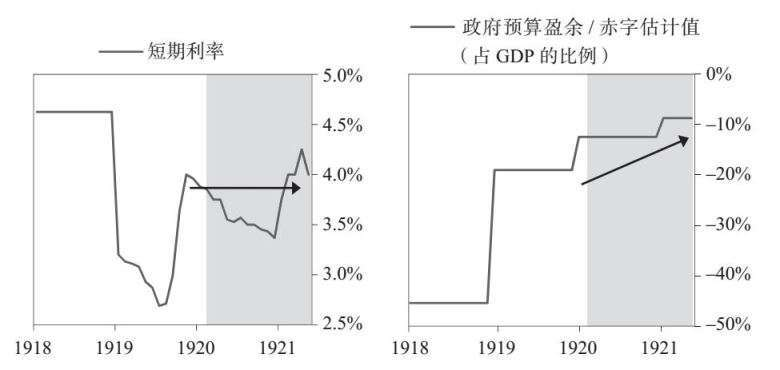 短期利率
5.0%
4.5%
4.0%
3.5%
3.0%
2.5%
1918 1919 1920 1921
政府预算盈余 / 赤字估计值
（占 GDP 的比例）
0%
–10%
–20%
–30%
–40%
–50%
1918 1919 1920 1921